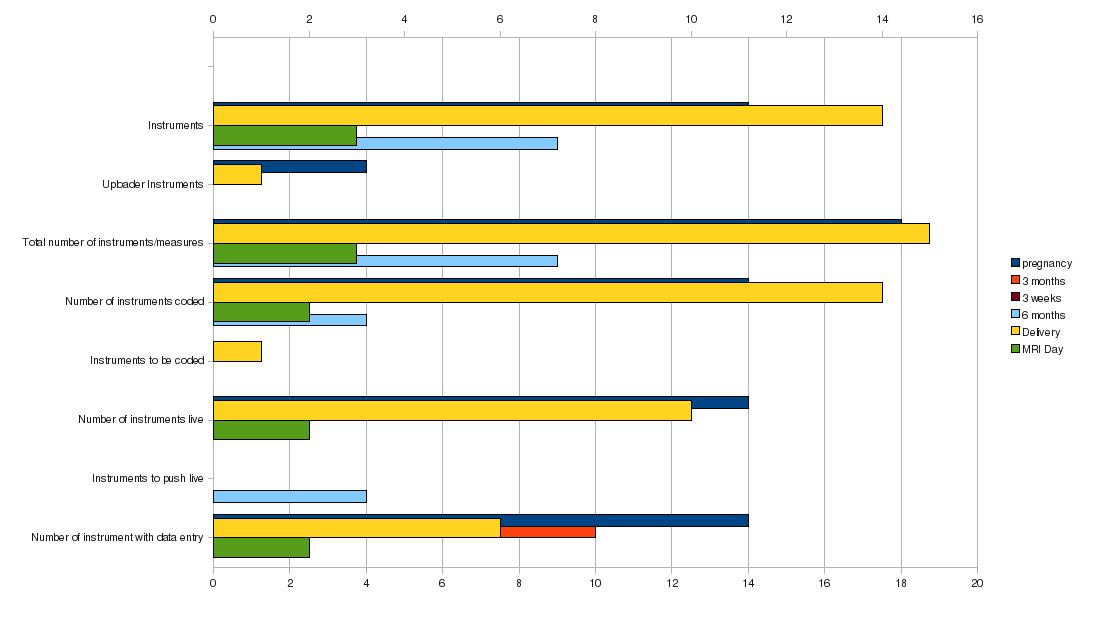 0 2 4 6 8 10 12 14 16
Instruments
Upbader Instruments
Total number of instruments/measures
Number of instruments coded
Instruments to be coded
Number of instruments live
Instruments to push live
Number of instrument with data entry
0 2 4 6 8 10 12 14 16 18 20
pregnancy
3 months
3 weeks
6 months
Delivery
MRI Day